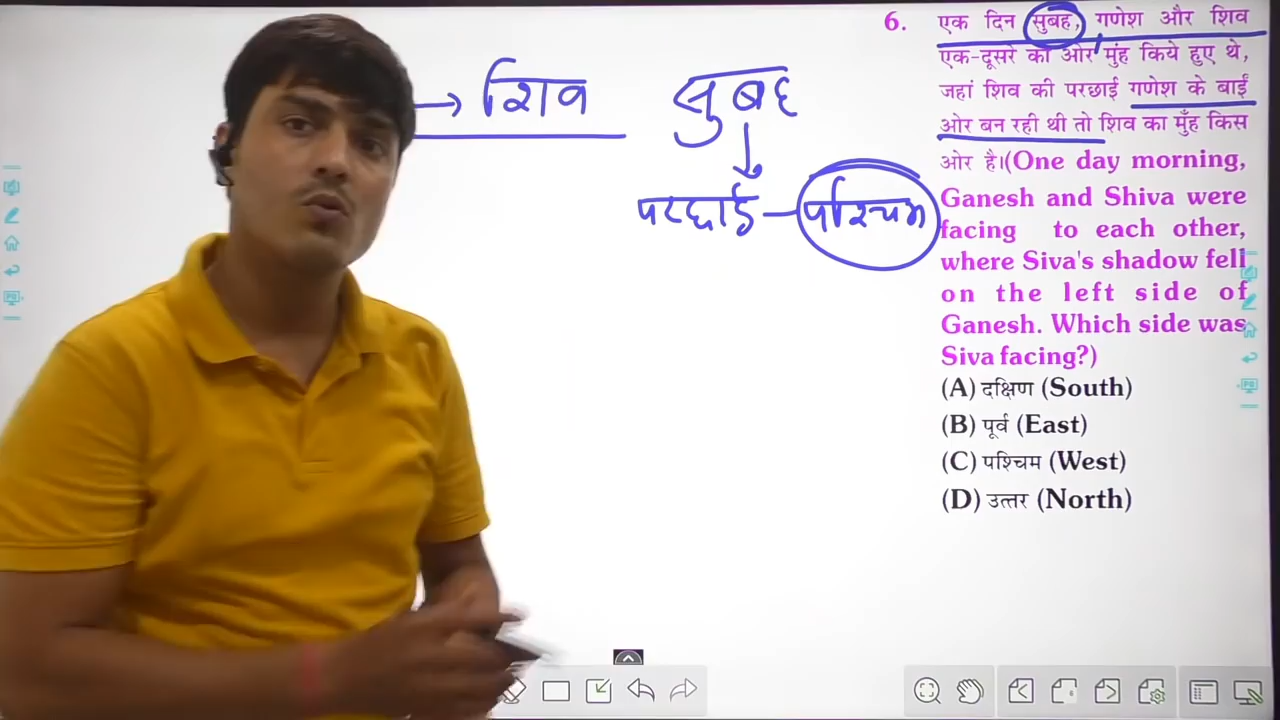 → शिव
सुबह
↓
परछाई – पश्चिम
6. एक दिन सुबह, गणेश और शिव
एक-दूसरे की ओर मुंह किये हुए थे,
जहां शिव की परछाई गणेश के बाईं
ओर बन रही थी तो शिव का मुँह किस
ओर है।(One day morning,
Ganesh and Shiva were
facing to each other,
where Siva's shadow fell
on the left side of
Ganesh. Which side was
Siva facing?)
(A) दक्षिण (South)
(B) पूर्व (East)
(C) पश्चिम (West)
(D) उत्तर (North)